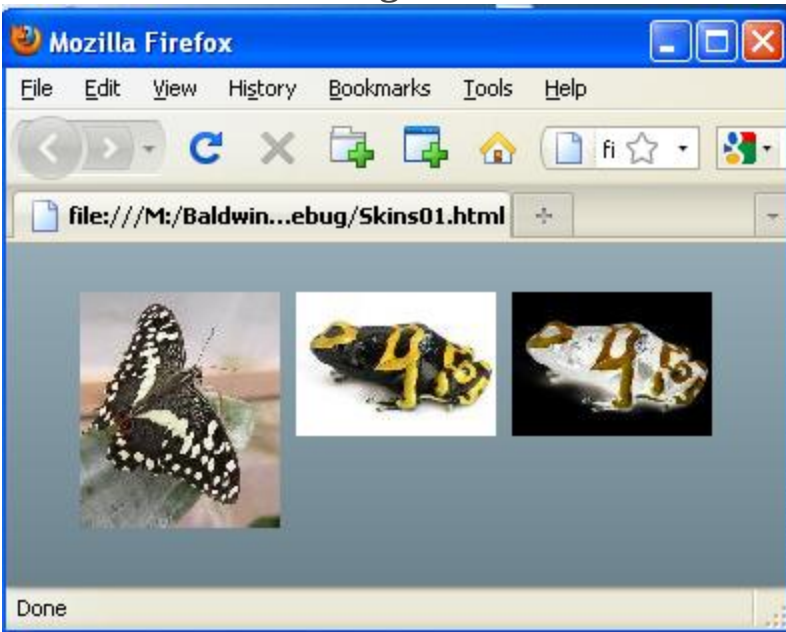 Mozilla Firefox
File Edit View History Bookmarks Tools Help
fi
file:///M:/Baldwin...ebug/Skins01.html
Done